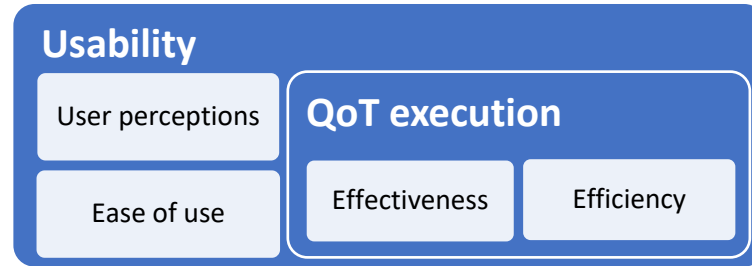 Usability
User perceptions
Ease of use
QoT execution
Effectiveness
Efficiency